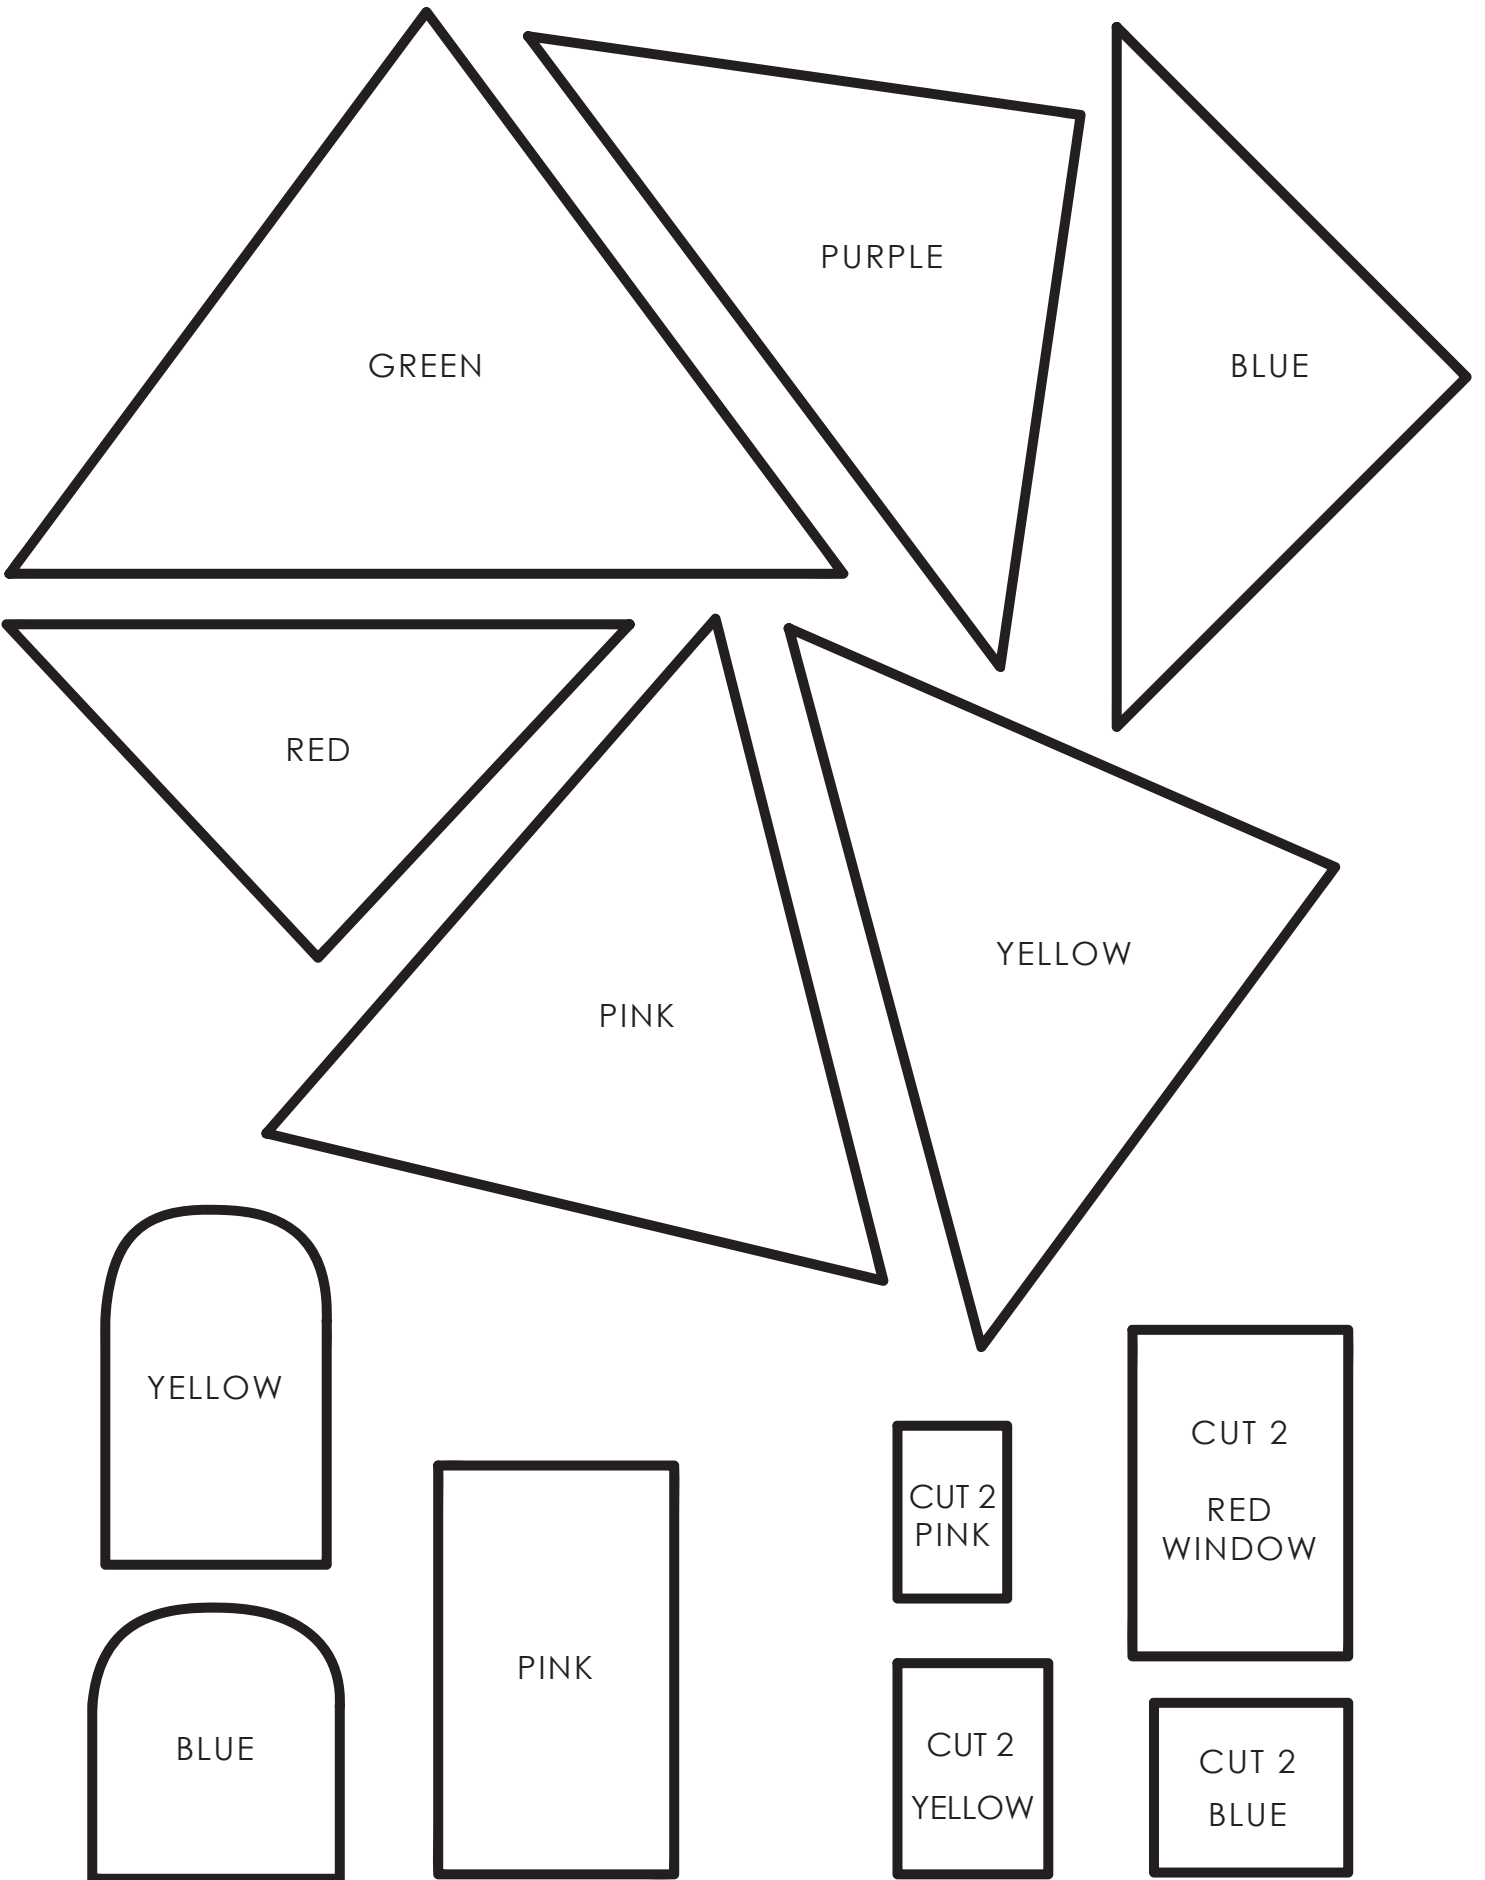 PURPLE
GREEN
BLUE
RED
YELLOW
PINK
YELLOW
CUT 2
RED
WINDOW
CUT 2
PINK
PINK
BLUE
CUT 2
YELLOW
CUT 2
BLUE